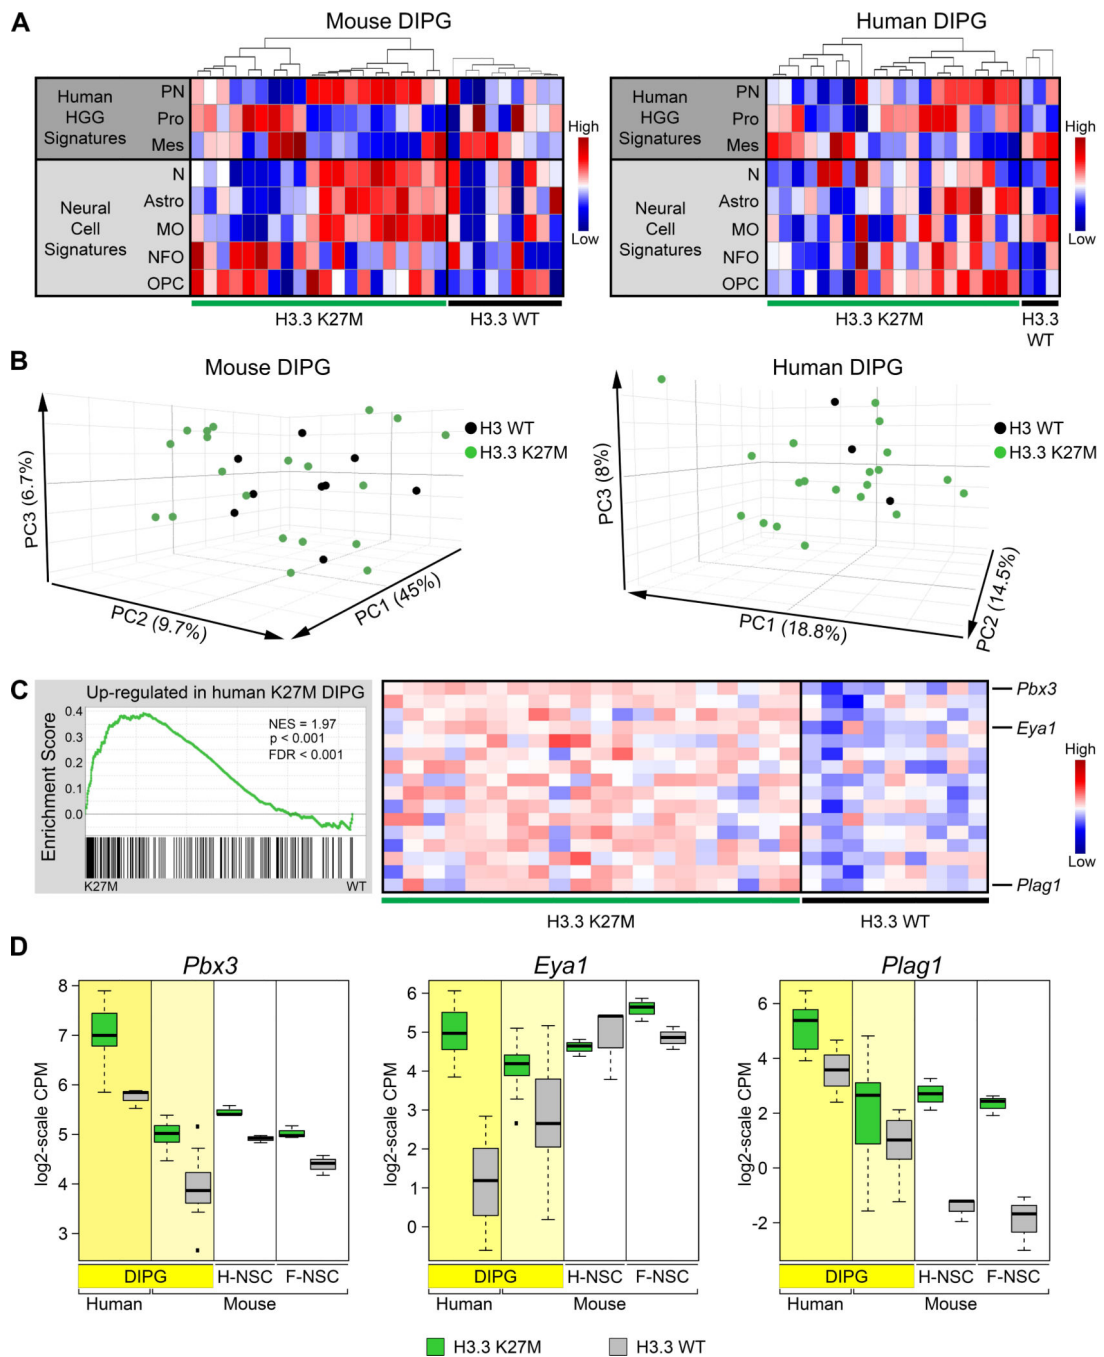 A
Mouse DIPG
Human DIPG
Human
HGG
Signatures
PN
Pro
Mes
Neural
Cell
Signatures
N
Astro
MO
NFO
OPC
H3.3 K27M
H3.3 WT
High
Low
Human
HGG
Signatures
PN
Pro
Mes
Neural
Cell
Signatures
N
Astro
MO
NFO
OPC
H3.3 K27M
H3.3
WT
High
Low
B
Mouse DIPG
Human DIPG
PC3 (6.7%)
PC2 (9.7%)
PC1 (45%)
H3 WT
H3.3 K27M
PC3 (8%)
PC1 (18.8%)
PC2 (14.5%)
H3 WT
H3.3 K27M
C
Up-regulated in human K27M DIPG
Enrichment Score
0.4
0.3
0.2
0.1
0.0
NES = 1.97
p < 0.001
FDR < 0.001
K27M
WT
Pbx3
Eya1
Plag1
High
Low
H3.3 K27M
H3.3 WT
D
Pbx3
log2-scale CPM
8
7
6
5
4
3
DIPG
H-NSC
F-NSC
Human
Mouse
Eya1
log2-scale CPM
6
5
4
3
2
1
0
DIPG
H-NSC
F-NSC
Human
Mouse
Plag1
log2-scale CPM
6
4
2
0
-2
DIPG
H-NSC
F-NSC
Human
Mouse
H3.3 K27M
H3.3 WT